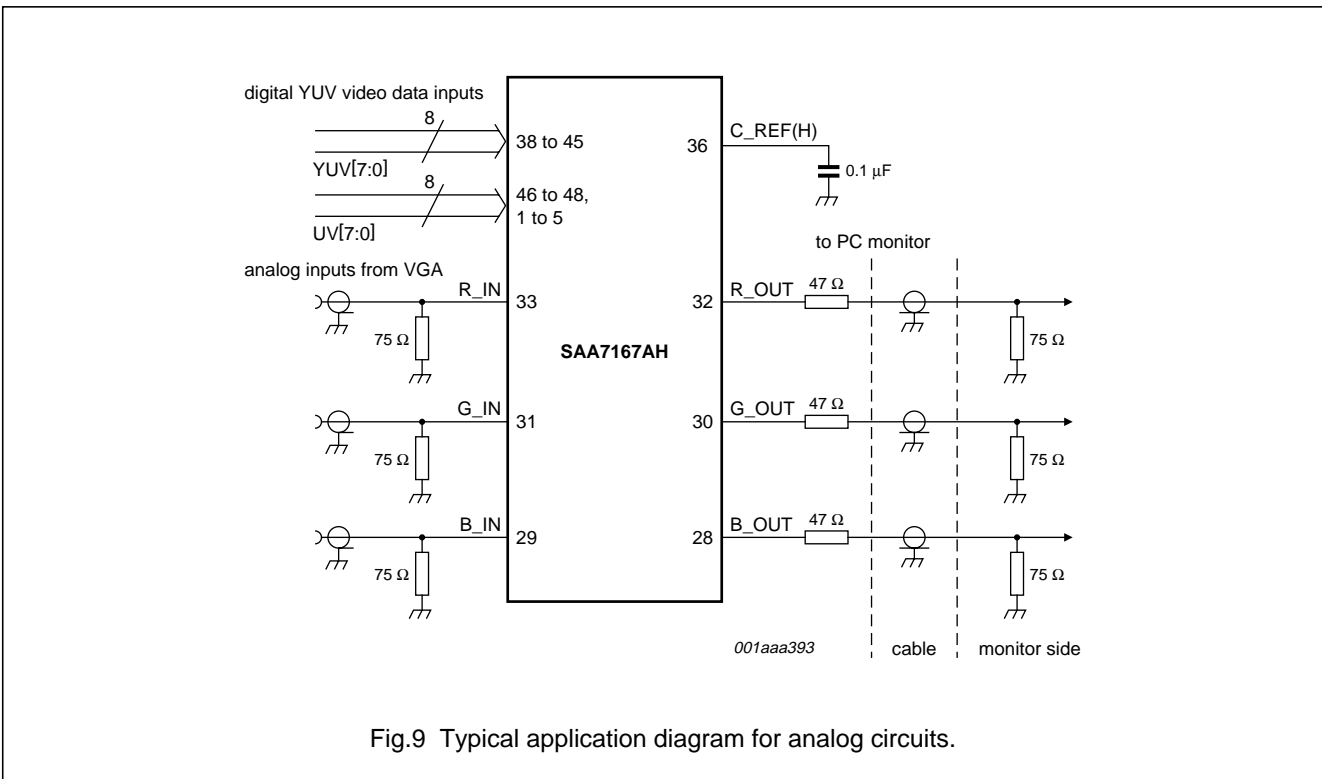 digital YUV video data inputs
8
38 to 45
YUV[7:0]
8
46 to 48,
1 to 5
UV[7:0]
36
C_REF(H)
0.1 µF
to PC monitor
analog inputs from VGA
R_IN
33
75 Ω
32
R_OUT
47 Ω
75 Ω
SAA7167AH
G_IN
31
75 Ω
30
G_OUT
47 Ω
75 Ω
B_IN
29
75 Ω
28
B_OUT
47 Ω
75 Ω
001aaa393
cable
monitor side
Fig.9 Typical application diagram for analog circuits.